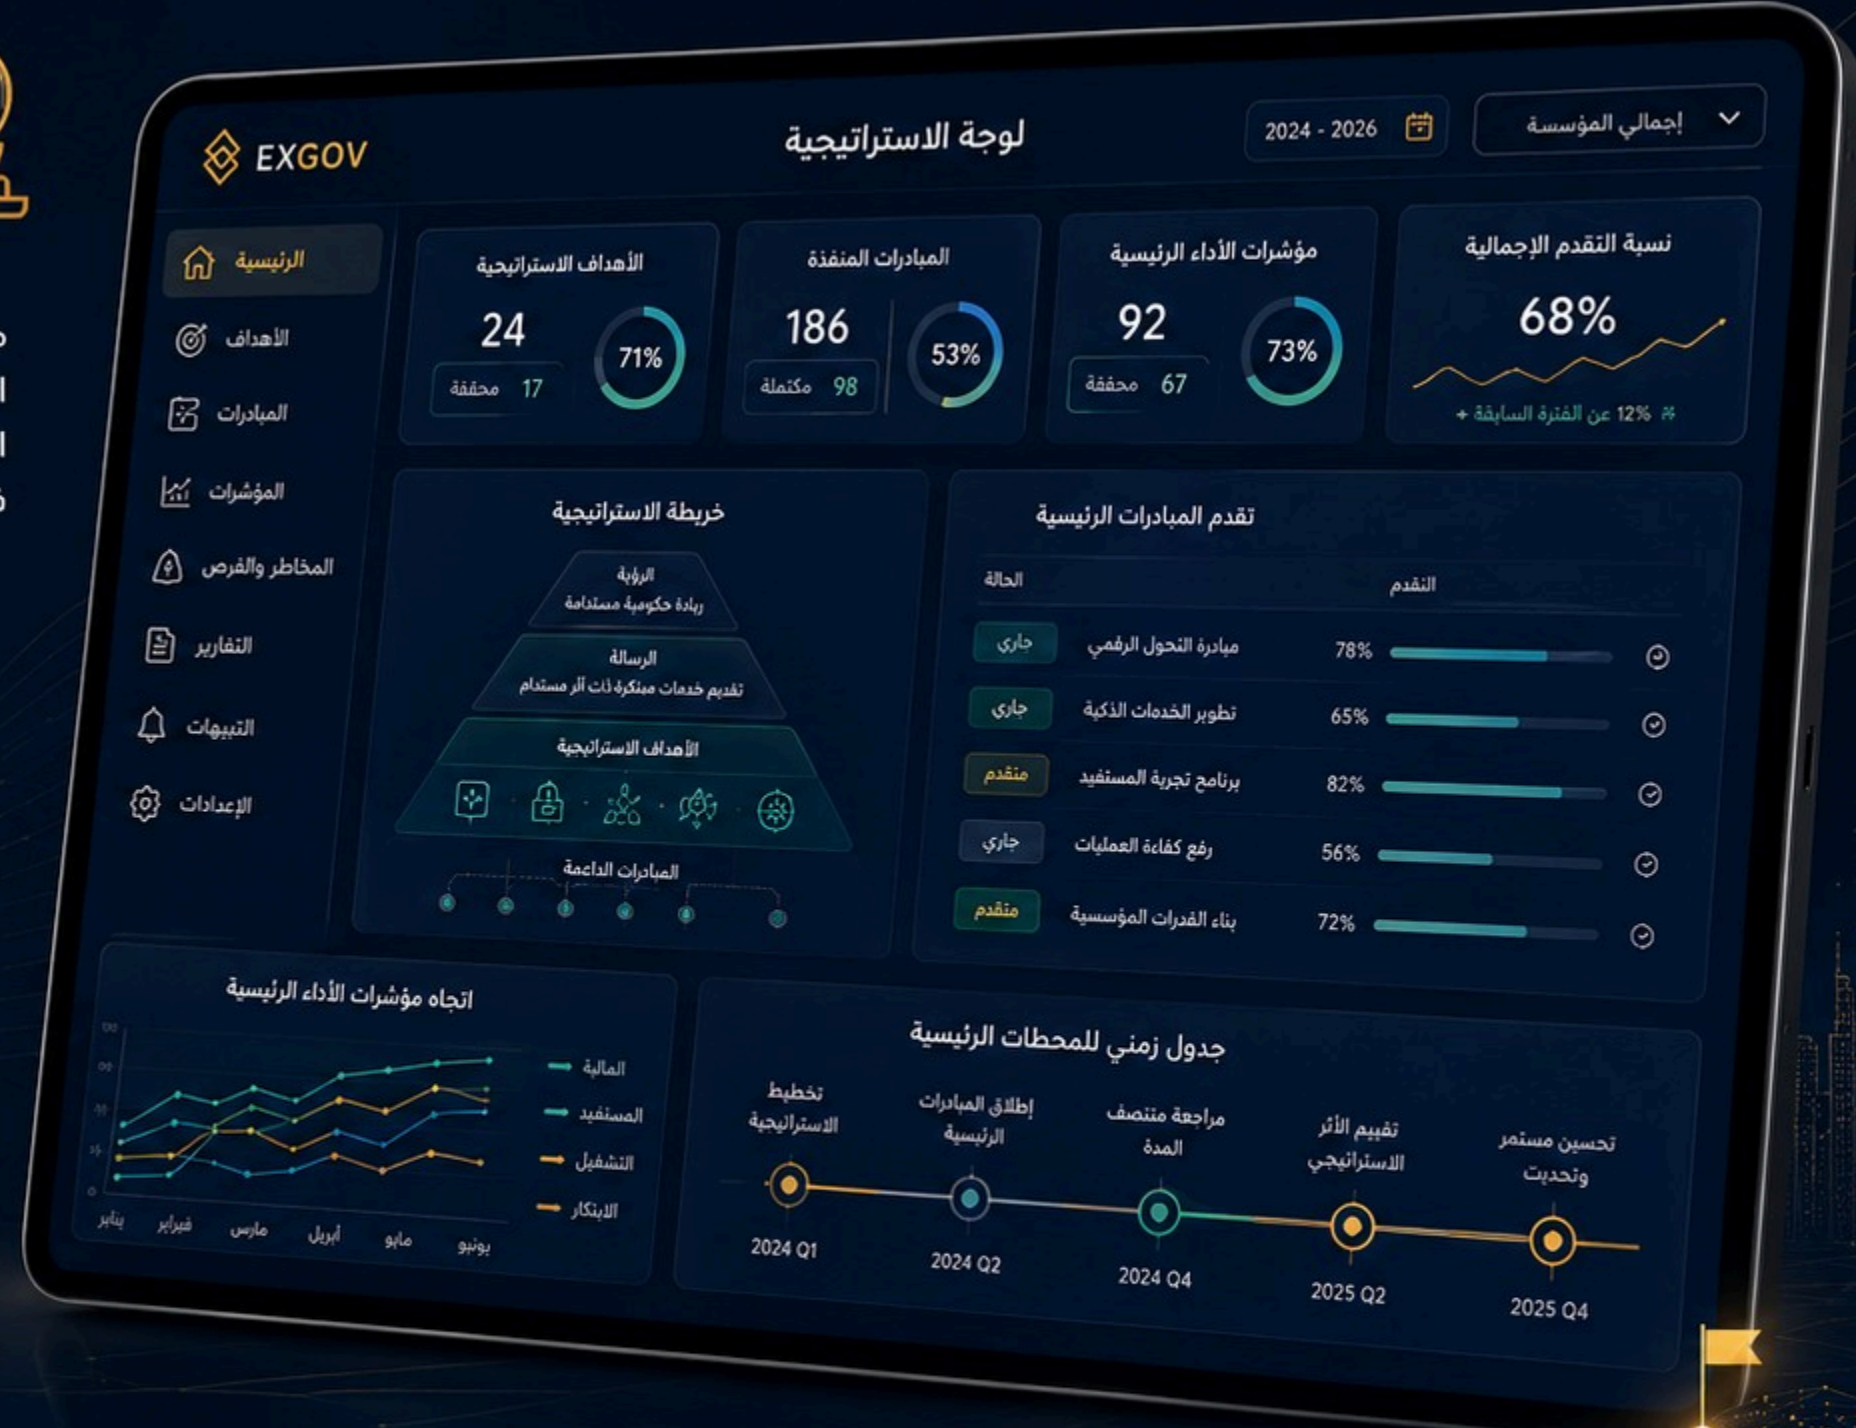 EXGOV
لوحة الاستراتيجية
2024 - 2026
إجمالي المؤسسة
الرئيسية
الأهداف
المبادرات
المؤشرات
المخاطر والفرص
التقارير
التبيهات
الإعدادات
الأهداف الاستراتيجية
24
71%
17 محققة
المبادرات المنفذة
186
53%
98 مكتملة
مؤشرات الأداء الرئيسية
92
73%
67 محققة
نسبة التقدم الإجمالية
68%
12% عن الفترة السابقة +
خريطة الاستراتيجية
الرؤية
ريادة حكومية مستدامة
الرسالة
تقديم خدمات مبتكرة ذات أثر مستدام
الأهداف الاستراتيجية
المبادرات الداعمة
تقدم المبادرات الرئيسية
الحالة
التقدم
جاري مبادرة التحول الرقمي 78%
جاري تطوير الخدمات الذكية 65%
متقدم برنامج تجربة المستفيد 82%
جاري رفع كفاءة العمليات 56%
متقدم بناء القدرات المؤسسية 72%
اتجاه مؤشرات الأداء الرئيسية
المالية
المستفيد
التشغيل
الابتكار
0
يناير فبراير مارس أبريل مايو يونيو
جدول زمني للمحطات الرئيسية
تخطيط
الاستراتيجية
2024 Q1
إطلاق المبادرات
الرئيسية
2024 Q2
مراجعة متنصف
المدة
2024 Q4
تقييم الأثر
الاستراتيجي
2025 Q2
تحسين مستمر
وتحديت
2025 Q4